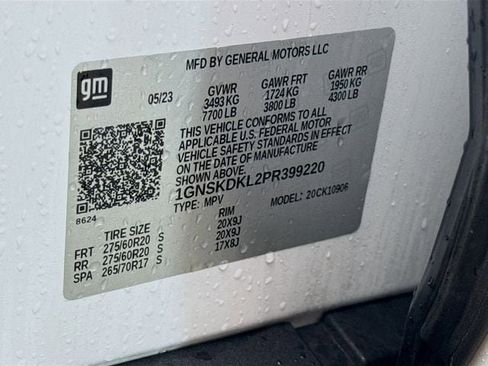 MFD BY GENERAL MOTORS LLC
gm
05/23
GVWR GAWR FRT GAWR RR
3493 KG 1724 KG 1950 KG
7700 LB 3800 LB 4300 LB
THIS VEHICLE CONFORMS TO ALL
APPLICABLE U.S. FEDERAL MOTOR
VEHICLE SAFETY STANDARDS IN EFFECT
ON THE DATE OF MANUFACTURE
SHOWN ABOVE.
1GNSKDKL2PR399220
TYPE: MPV MODEL: 20CK10906
8624
TIRE SIZE RIM
FRT 275/60R20 S 20X9J
RR 275/60R20 S 20X9J
SPA 265/70R17 S 17X8J